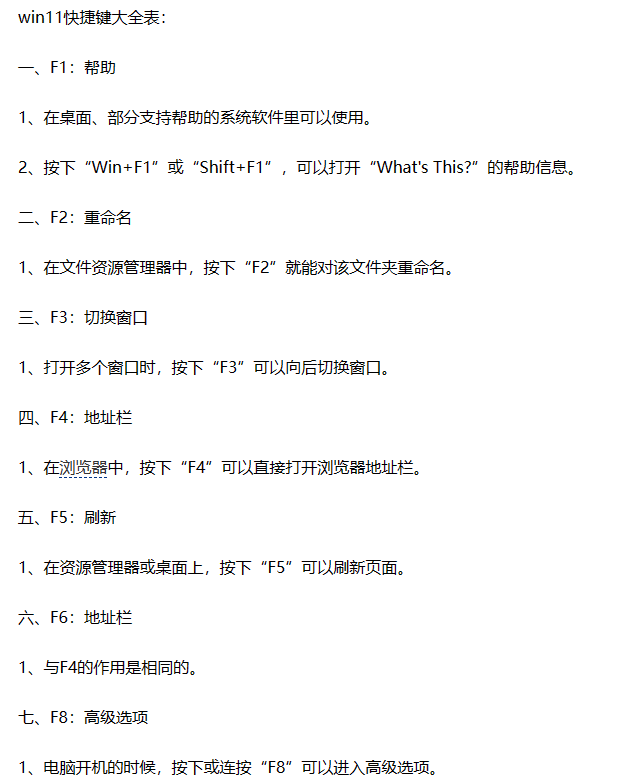 win11快捷键大全表：
一、F1：帮助
1、在桌面、部分支持帮助的系统软件里可以使用。
2、按下“Win+F1”或“Shift+F1”，可以打开“What's This?”的帮助信息。
二、F2：重命名
1、在文件资源管理器中，按下“F2”就能对该文件夹重命名。
三、F3：切换窗口
1、打开多个窗口时，按下“F3”可以向后切换窗口。
四、F4：地址栏
1、在浏览器中，按下“F4”可以直接打开浏览器地址栏。
五、F5：刷新
1、在资源管理器或桌面上，按下“F5”可以刷新页面。
六、F6：地址栏
1、与F4的作用是相同的。
七、F8：高级选项
1、电脑开机的时候，按下或连按“F8”可以进入高级选项。